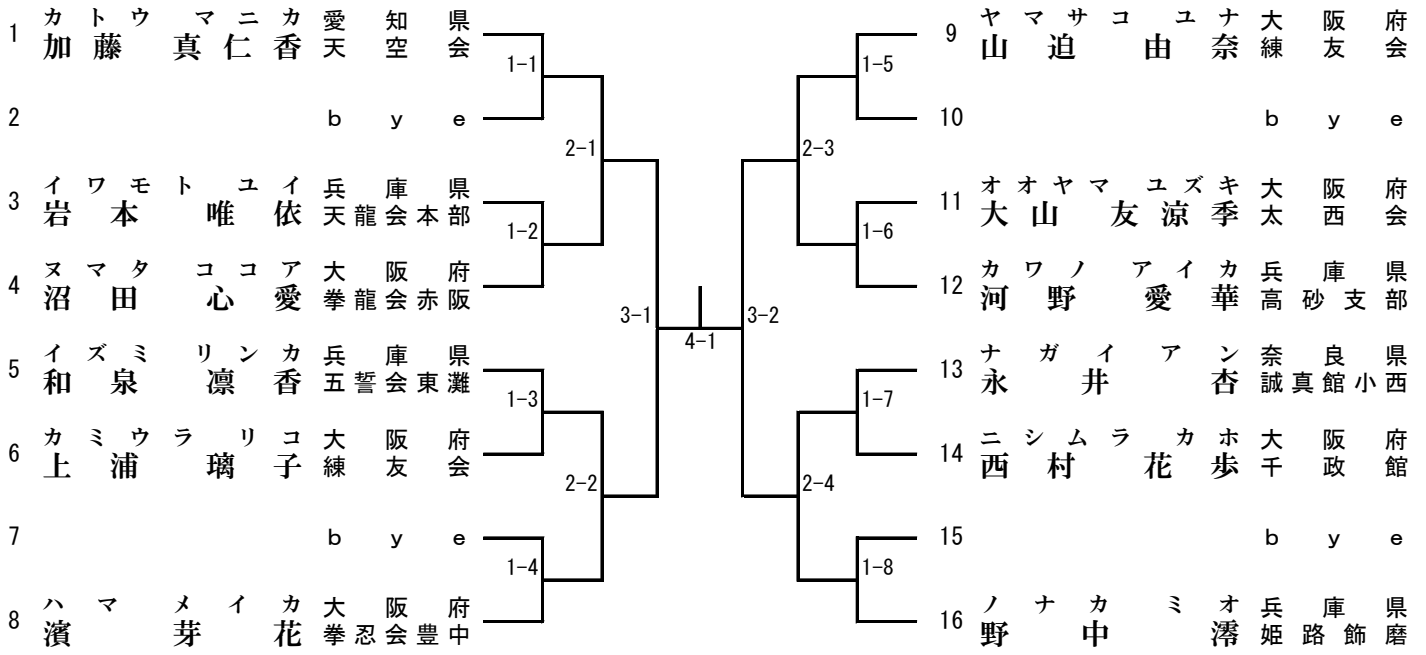 1 カトウ マニカ 愛知県
加藤 真仁香 天空会
1-1
2 bye
2-1
3 イワモト ユイ 兵庫県
岩本 唯依 天龍会本部
1-2
4 ヌマタ ココア 大阪府
沼田 心愛 拳龍会赤阪
3-1
5 イズミ リンカ 兵庫県
和泉 凛香 五誓会東灘
1-3
6 カミウラ リコ 大阪府
上浦 璃子 練友会
2-2
7 bye
1-4
8 ハマ メイカ 大阪府
濱 芽花 拳忍会豊中
4-1
9 ヤマサコ ユナ 大阪府
山迫 由奈 練友会
1-5
10 bye
2-3
11 オオヤマ ユズキ 大阪府
大山 友涼季 太西会
1-6
12 カワノ アイカ 兵庫県
河野 愛華 高砂支部
3-2
13 ナガイ アン 奈良県
永井 杏 誠真館小西
1-7
14 ニシムラ カホ 大阪府
西村 花歩 千政館
2-4
15 bye
1-8
16 ノナカ ミオ 兵庫県
野中 澪 姫路飾磨